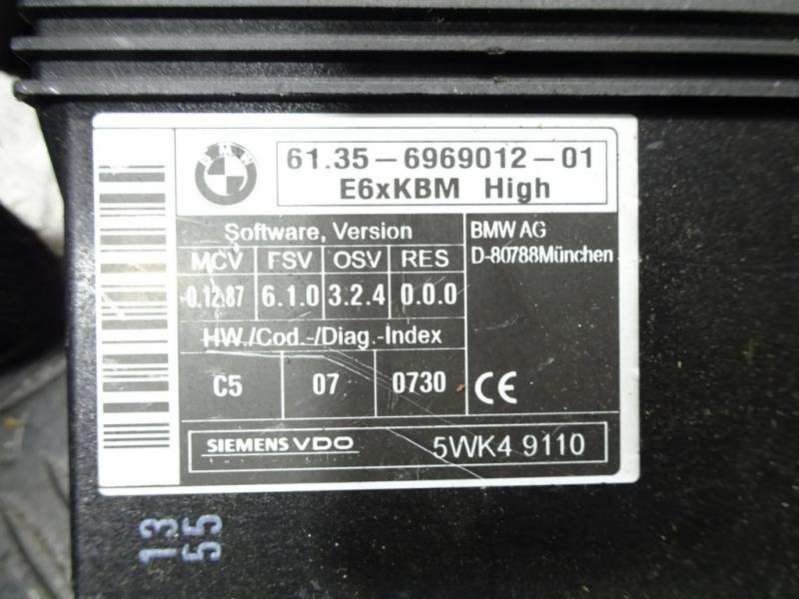 BMW
61.35-6969012-01
E6xKBM High
Software, Version
MCV FSV OSV RES
-0.12.87 6.1.0 3.2.4 0.0.0
HW./Cod.-/Diag.-Index
C5 07 0730
BMW AG
D-80788München
CE
SIEMENS VDO 5WK4 9110
13
55